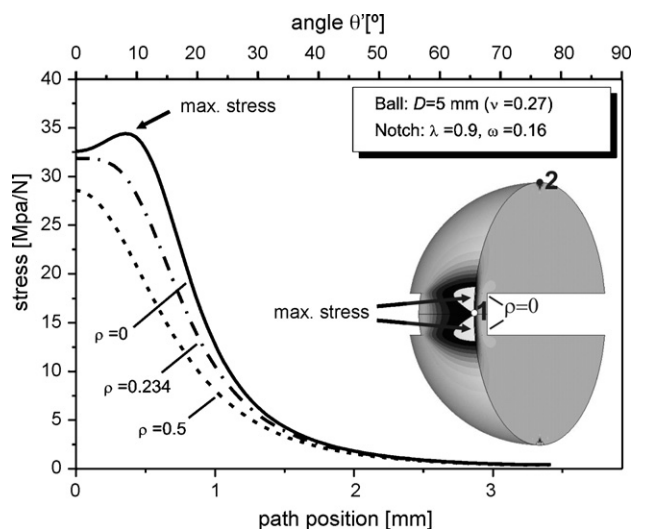 angle θ'[º]
0 10 20 30 40 50 60 70 80 90
40
35
30
25
20
15
10
5
0
stress [Mpa/N]
max. stress
Ball: D=5 mm (ν =0.27)
Notch: λ =0.9, ω =0.16
2
1
ρ=0
max. stress
ρ =0
ρ =0.234
ρ =0.5
0 1 2 3
path position [mm]